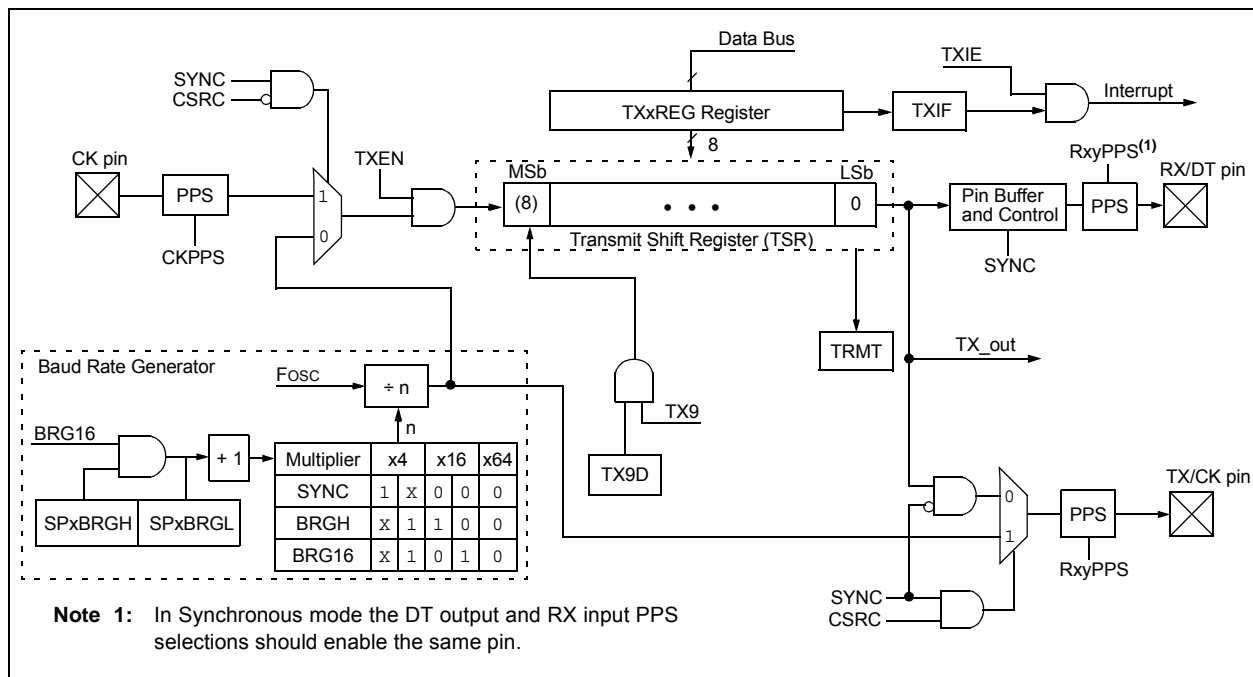 Data Bus
TXIE
Interrupt
SYNC
CSRC
TXxREG Register
TXIF
8
CK pin
TXEN
RxyPPS(1)
RX/DT pin
MSb
LSb
PPS
1
(8)
• • •
0
Pin Buffer
and Control
PPS
0
Transmit Shift Register (TSR)
CKPPS
SYNC
TRMT
TX_out
Baud Rate Generator
FOSC
÷ n
TX9
n
BRG16
+ 1
Multiplier x4 x16 x64
TX9D
SYNC 1 X 0 0 0
TX/CK pin
SPxBRGH SPxBRGL
BRGH X 1 1 0 0
0
PPS
1
BRG16 X 1 0 1 0
RxyPPS
SYNC
CSRC
Note 1: In Synchronous mode the DT output and RX input PPS
selections should enable the same pin.